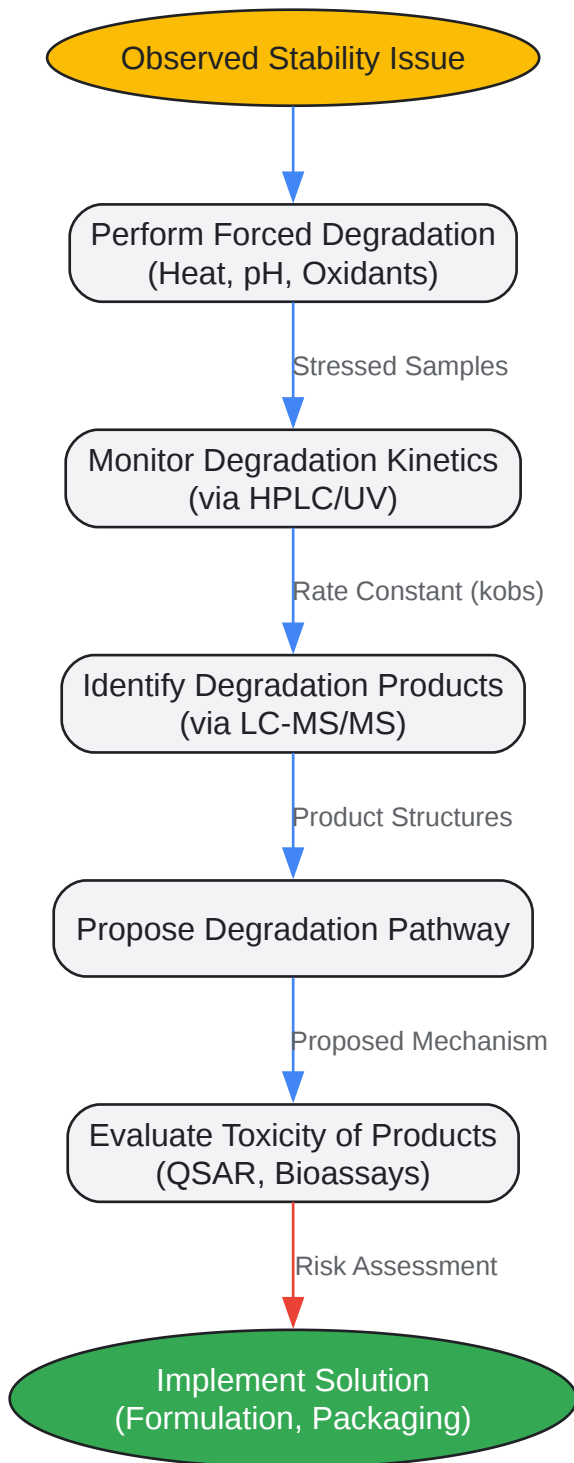 Observed Stability Issue
Perform Forced Degradation
(Heat, pH, Oxidants)
Stressed Samples
Monitor Degradation Kinetics
(via HPLC/UV)
Rate Constant (kobs)
Identify Degradation Products
(via LC-MS/MS)
Product Structures
Propose Degradation Pathway
Proposed Mechanism
Evaluate Toxicity of Products
(QSAR, Bioassays)
Risk Assessment
Implement Solution
(Formulation, Packaging)